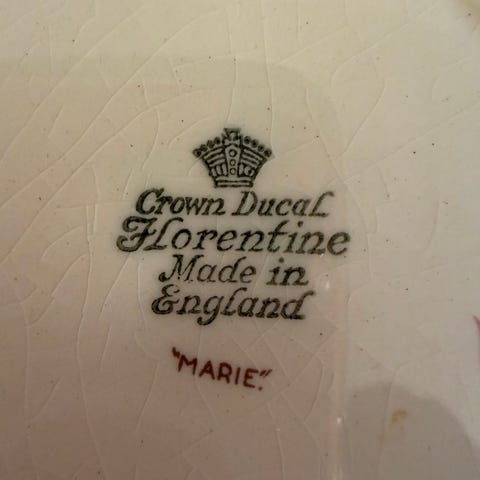 Crown Ducal
Florentine
Made in
England
"MARIE."